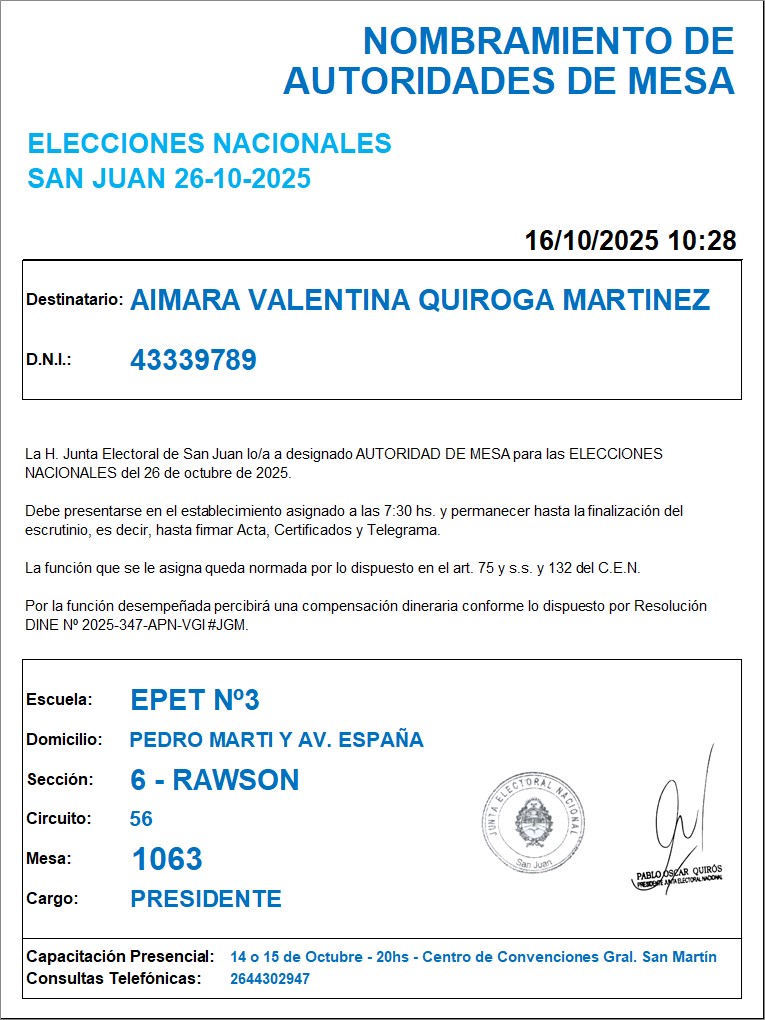 NOMBRAMIENTO DE
AUTORIDADES DE MESA
ELECCIONES NACIONALES
SAN JUAN 26-10-2025
16/10/2025 10:28
Destinatario: AIMARA VALENTINA QUIROGA MARTINEZ
D.N.I.: 43339789
La H. Junta Electoral de San Juan lo/a a designado AUTORIDAD DE MESA para las ELECCIONES
NACIONALES del 26 de octubre de 2025.
Debe presentarse en el establecimiento asignado a las 7:30 hs. y permanecer hasta la finalización del
escrutinio, es decir, hasta firmar Acta, Certificados y Telegrama.
La función que se le asigna queda normada por lo dispuesto en el art. 75 y s.s. y 132 del C.E.N.
Por la función desempeñada percibirá una compensación dineraria conforme lo dispuesto por Resolución
DINE Nº 2025-347-APN-VGI #JGM.
Escuela: EPET Nº3
Domicilio: PEDRO MARTI Y AV. ESPAÑA
Sección: 6 - RAWSON
Circuito: 56
Mesa: 1063
Cargo: PRESIDENTE
JUNTA ELECTORAL NACIONAL
San Juan
PABLO OSCAR QUIRÓS
PRESIDENTE JUNTA ELECTORAL NACIONAL
Capacitación Presencial: 14 o 15 de Octubre - 20hs - Centro de Convenciones Gral. San Martín
Consultas Telefónicas: 2644302947